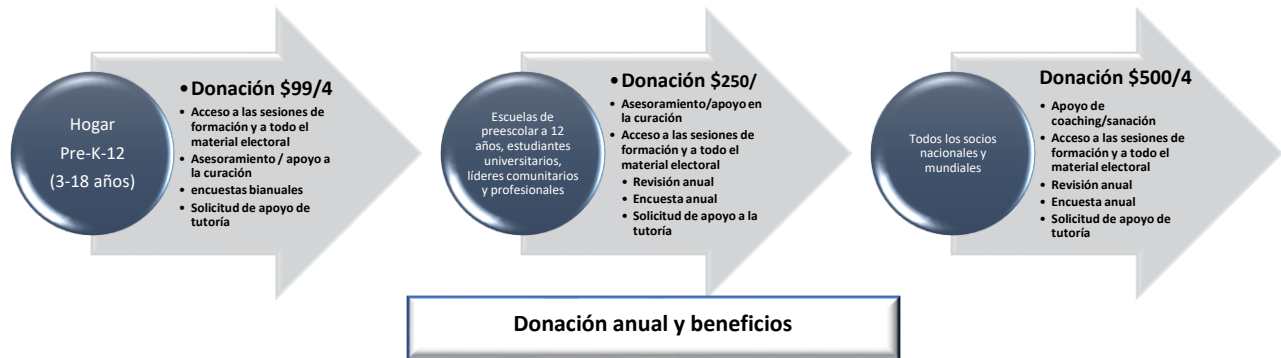 Hogar
Pre-K-12
(3-18 años)
•Donación $99/4
• Acceso a las sesiones de
formación y a todo el
material electoral
• Asesoramiento / apoyo a
la curación
• encuestas bianuales
• Solicitud de apoyo de
tutoría
Escuelas de
preescolar a 12
años, estudiantes
universitarios,
líderes comunitarios
y profesionales
•Donación $250/
• Asesoramiento/apoyo en
la curación
• Acceso a las sesiones de
formación y a todo el
material electoral
• Revisión anual
• Encuesta anual
• Solicitud de apoyo a la
tutoría
Todos los socios
nacionales y
mundiales
Donación $500/4
• Apoyo de
coaching/sanación
• Acceso a las sesiones de
formación y a todo el
material electoral
• Revisión anual
• Encuesta anual
• Solicitud de apoyo de
tutoría
Donación anual y beneficios